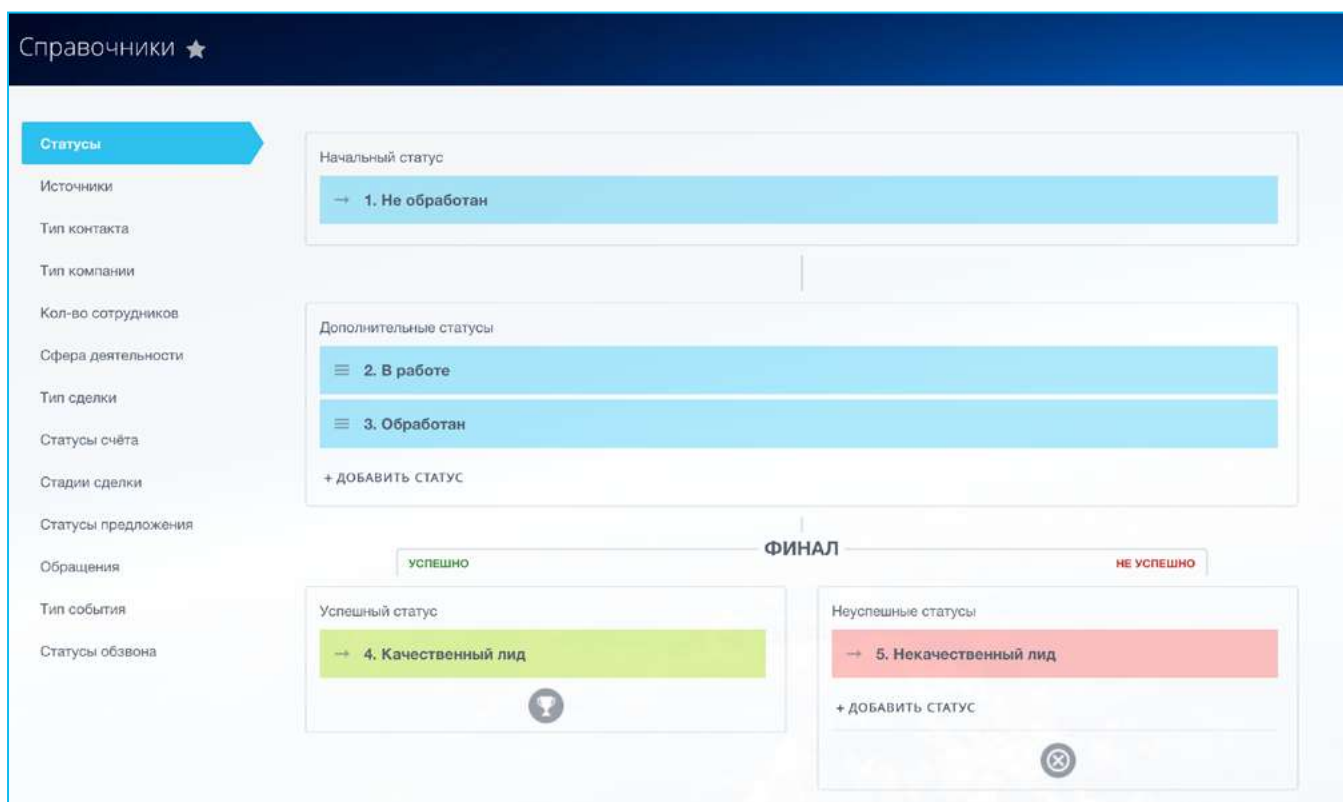 Справочники
Статусы
Источники
Тип контакта
Тип компании
Кол-во сотрудников
Сфера деятельности
Тип сделки
Статусы счёта
Стадии сделки
Статусы предложения
Обращения
Тип события
Статусы обзвона
Начальный статус
1. Не обработан
Дополнительные статусы
2. В работе
3. Обработан
+ ДОБАВИТЬ СТАТУС
ФИНАЛ
УСПЕШНО
НЕ УСПЕШНО
Успешный статус
4. Качественный лид
Неуспешные статусы
5. Некачественный лид
+ ДОБАВИТЬ СТАТУС